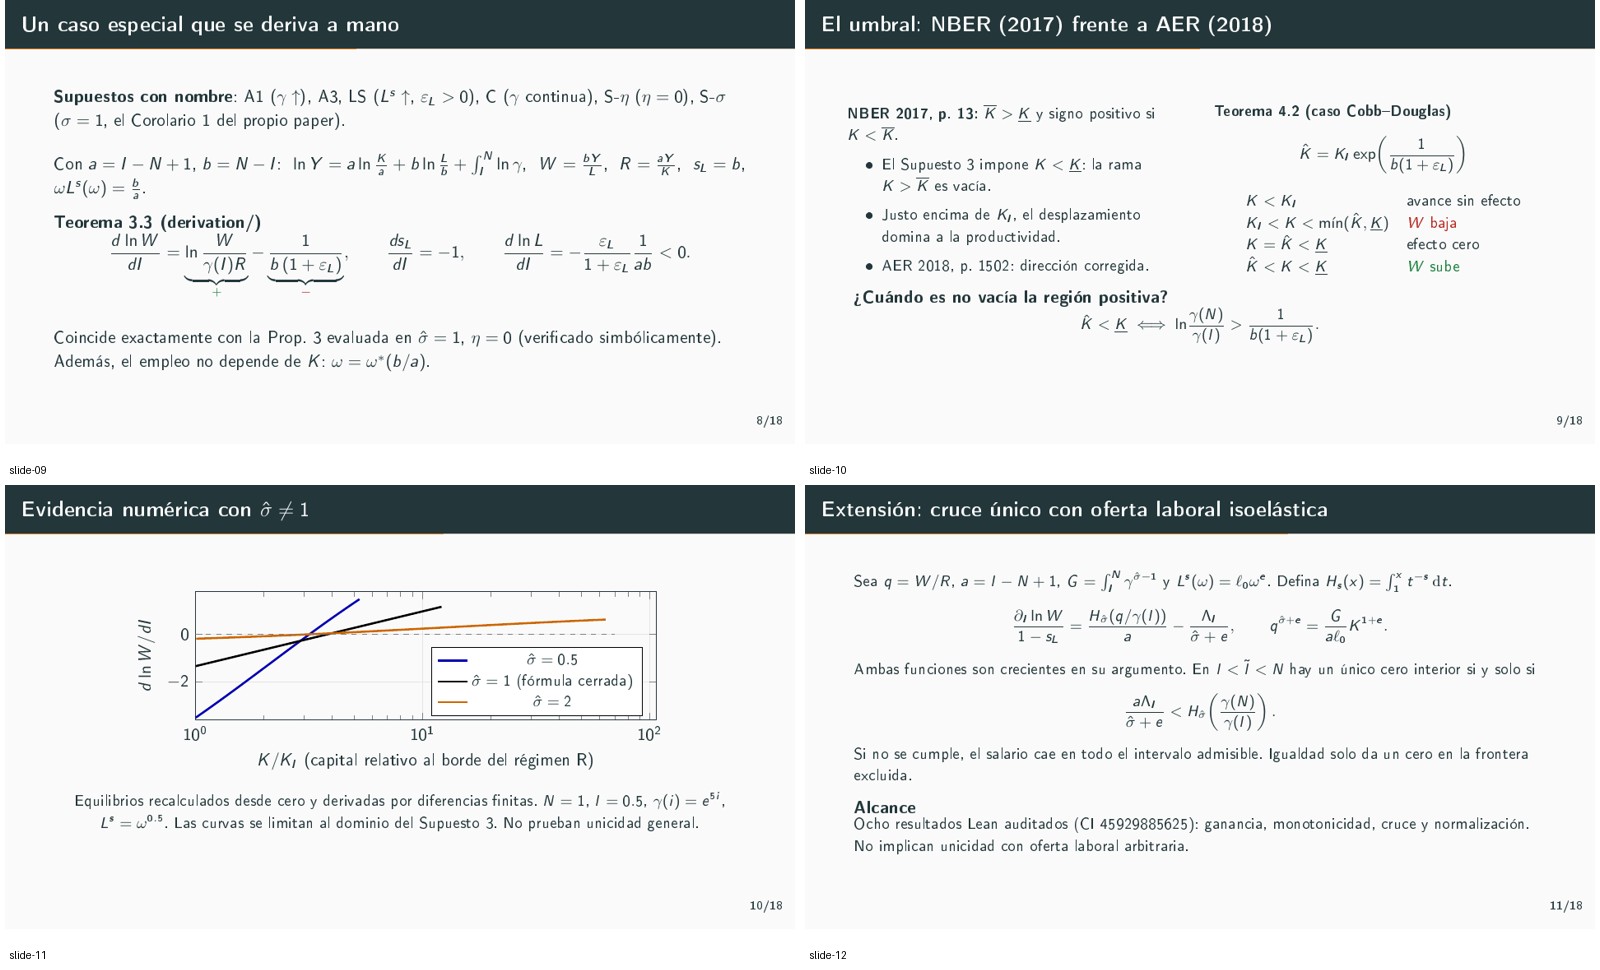 Un caso especial que se deriva a mano
Supuestos con nombre: A1 (γ ↑), A3, LS (Lˢ ↑, ε_L > 0), C (γ continua), S-η (η = 0), S-σ
(σ = 1, el Corolario 1 del propio paper).
Con a = I − N + 1, b = N − I: ln Y = a ln K/a + b ln L/b + ∫_I^N ln γ, W = bY/L, R = aY/K, s_L = b,
ωLˢ(ω) = b/a.
Teorema 3.3 (derivation/)
d ln W/dI = ln W/(γ(I)R) − 1/(b (1 + ε_L)), ds_L/dI = −1, d ln L/dI = − ε_L/(1 + ε_L) 1/(ab) < 0.
+ −
Coincide exactamente con la Prop. 3 evaluada en σ̂ = 1, η = 0 (verificado simbólicamente).
Además, el empleo no depende de K: ω = ω*(b/a).
8/18
slide-09
El umbral: NBER (2017) frente a AER (2018)
NBER 2017, p. 13: K̅ > K̲ y signo positivo si
K < K̅.
• El Supuesto 3 impone K < K̲: la rama
K > K̅ es vacía.
• Justo encima de K_I, el desplazamiento
domina a la productividad.
• AER 2018, p. 1502: dirección corregida.
Teorema 4.2 (caso Cobb–Douglas)
K̂ = K_I exp(1/(b(1 + ε_L)))
K < K_I avance sin efecto
K_I < K < mín(K̂, K̲) W baja
K = K̂ < K̲ efecto cero
K̂ < K < K̲ W sube
¿Cuándo es no vacía la región positiva?
K̂ < K̲ ⟺ ln γ(N)/γ(I) > 1/(b(1 + ε_L)).
9/18
slide-10
Evidencia numérica con σ̂ ≠ 1
d ln W/dI
0
−2
σ̂ = 0.5
σ̂ = 1 (fórmula cerrada)
σ̂ = 2
10⁰ 10¹ 10²
K/K_I (capital relativo al borde del régimen R)
Equilibrios recalculados desde cero y derivadas por diferencias finitas. N = 1, I = 0.5, γ(i) = e^{5i},
Lˢ = ω^{0.5}. Las curvas se limitan al dominio del Supuesto 3. No prueban unicidad general.
10/18
slide-11
Extensión: cruce único con oferta laboral isoelástica
Sea q = W/R, a = I − N + 1, G = ∫_I^N γ^{σ̂−1} y Lˢ(ω) = ℓ₀ωᵉ. Defina H_s(x) = ∫_1^x t^{−s} dt.
∂_I ln W/(1 − s_L) = H_σ̂(q/γ(I))/a − Λ_I/(σ̂ + e), q^{σ̂+e} = G/(aℓ₀) K^{1+e}.
Ambas funciones son crecientes en su argumento. En I < Ĩ < N hay un único cero interior si y solo si
aΛ_I/(σ̂ + e) < H_σ̂(γ(N)/γ(I)).
Si no se cumple, el salario cae en todo el intervalo admisible. Igualdad solo da un cero en la frontera
excluida.
Alcance
Ocho resultados Lean auditados (CI 45929885625): ganancia, monotonicidad, cruce y normalización.
No implican unicidad con oferta laboral arbitraria.
11/18
slide-12